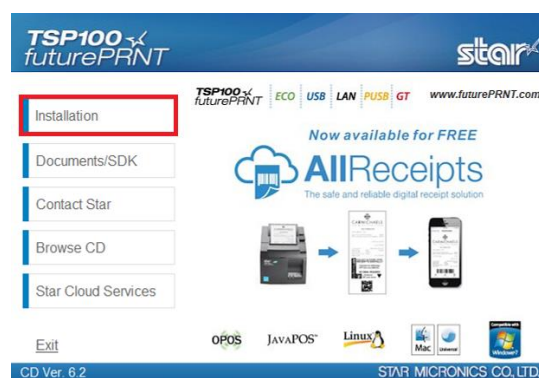 TSP100
futurePRNT
star
TSP100
futurePRNT
ECO USB LAN PUSB GT
www.futurePRNT.com
Installation
Documents/SDK
Contact Star
Browse CD
Star Cloud Services
Exit
Now available for FREE
AllReceipts
The safe and reliable digital receipt solution
OPOS
JAVAPOS
Linux
Mac
Universal
CD Ver. 6.2
STAR MICRONICS CO., LTD